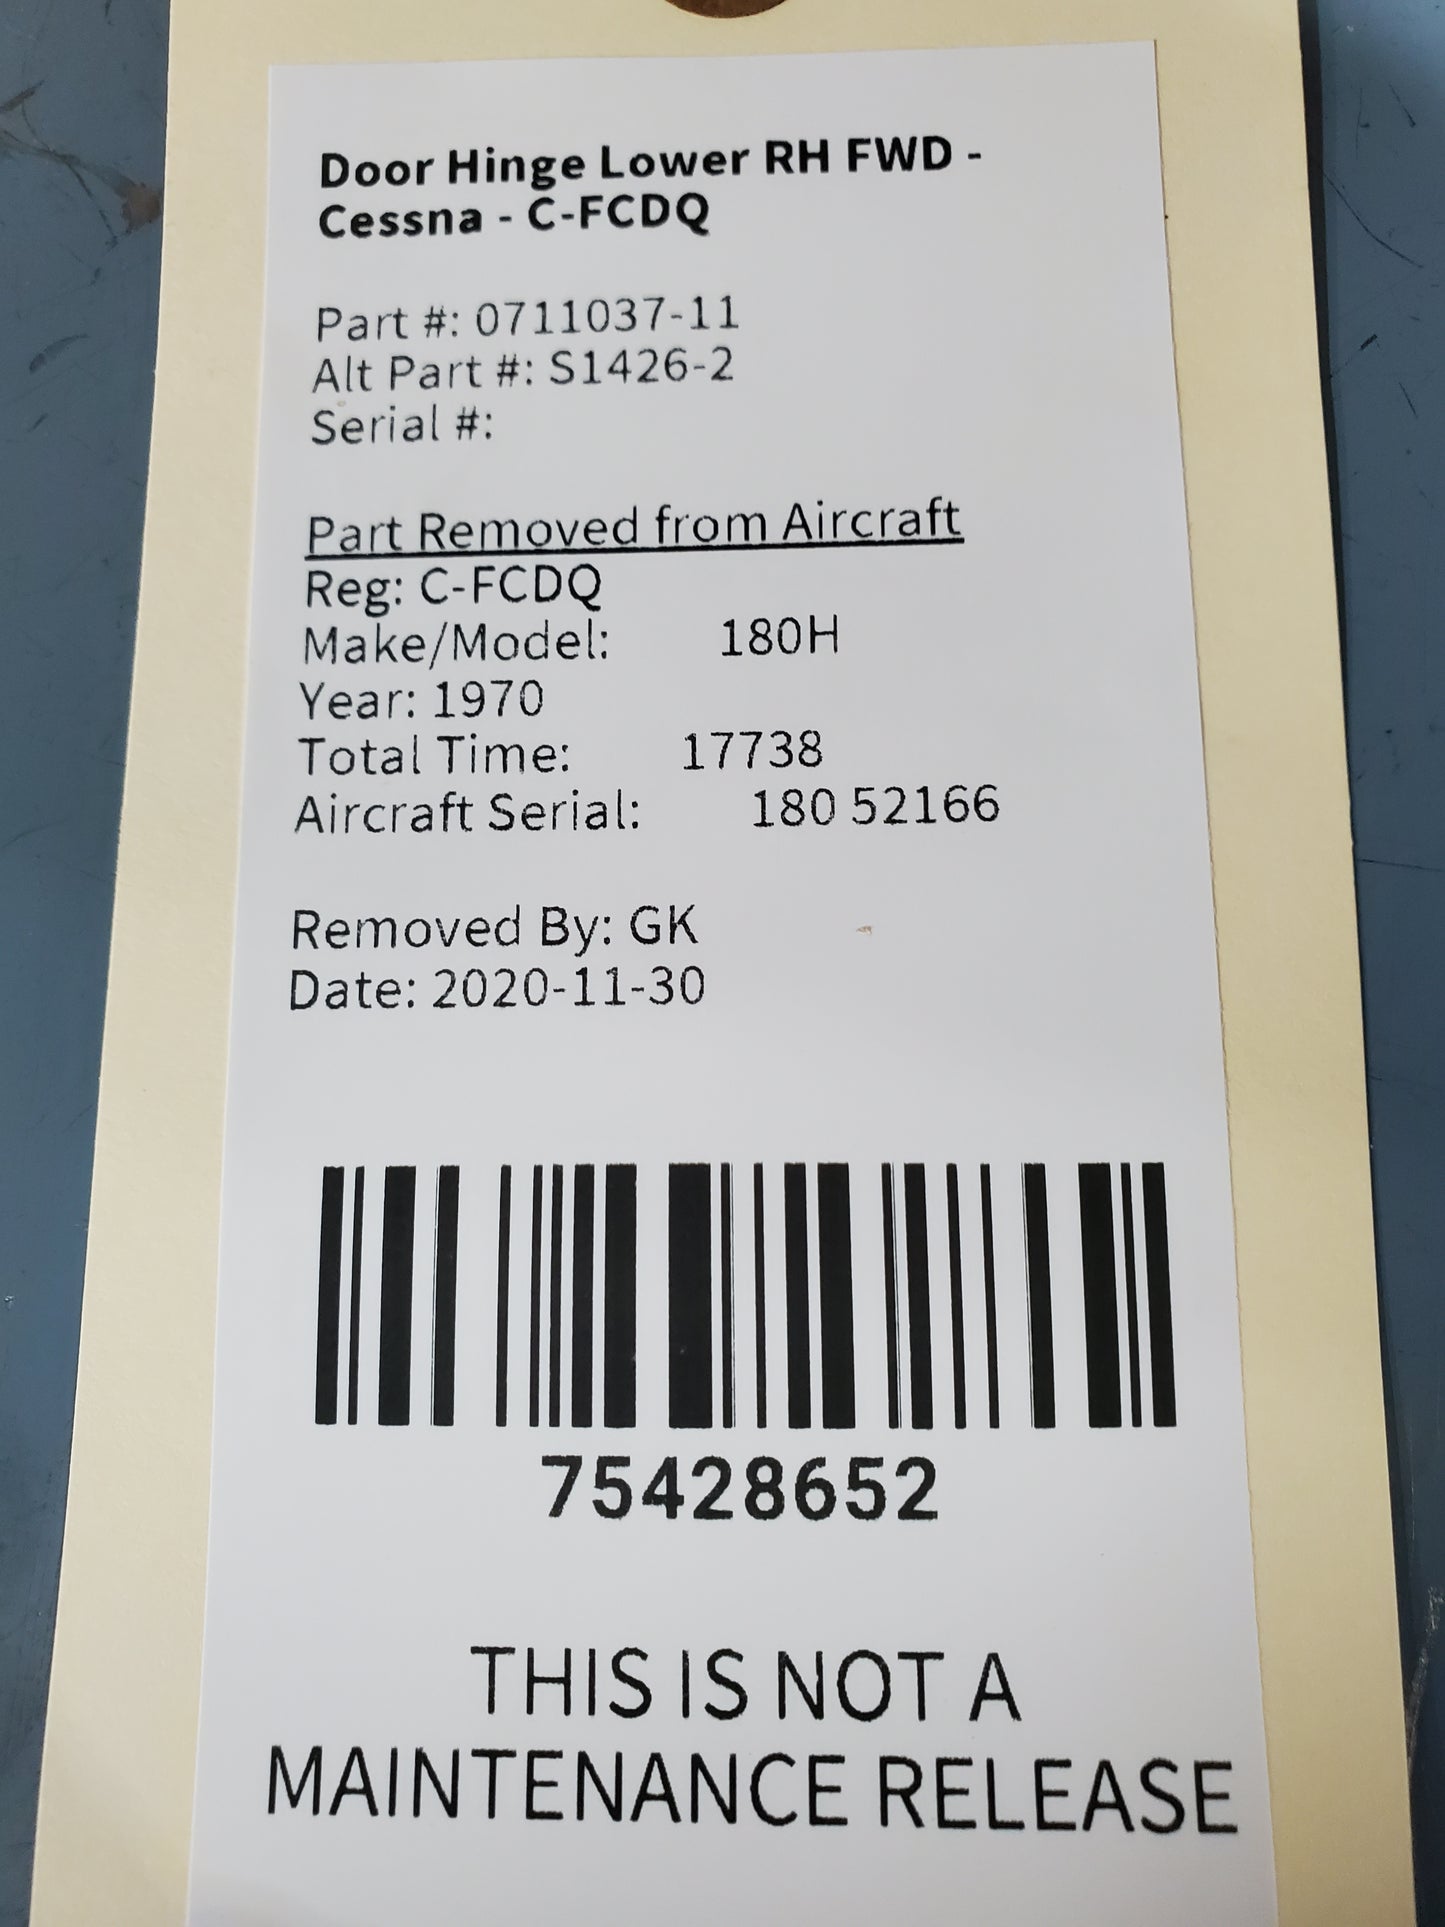 Door Hinge Lower RH FWD -
Cessna - C-FCDQ
Part #: 0711037-11
Alt Part #: S1426-2
Serial #:
Part Removed from Aircraft
Reg: C-FCDQ
Make/Model: 180H
Year: 1970
Total Time: 17738
Aircraft Serial: 180 52166
Removed By: GK
Date: 2020-11-30
75428652
THIS IS NOT A
MAINTENANCE RELEASE